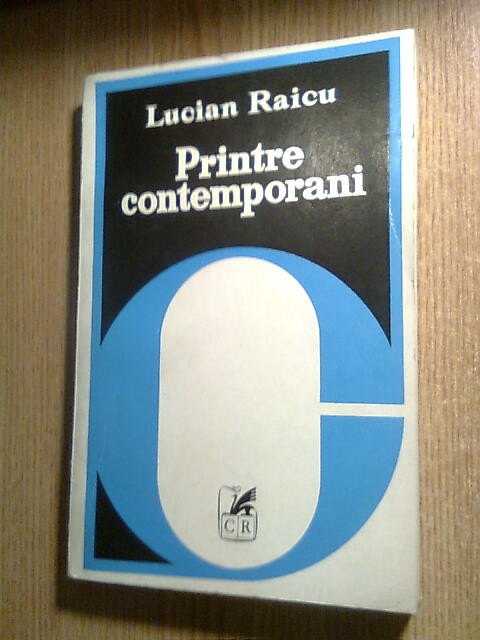 Lucian Raicu
Printre
contemporani
CR